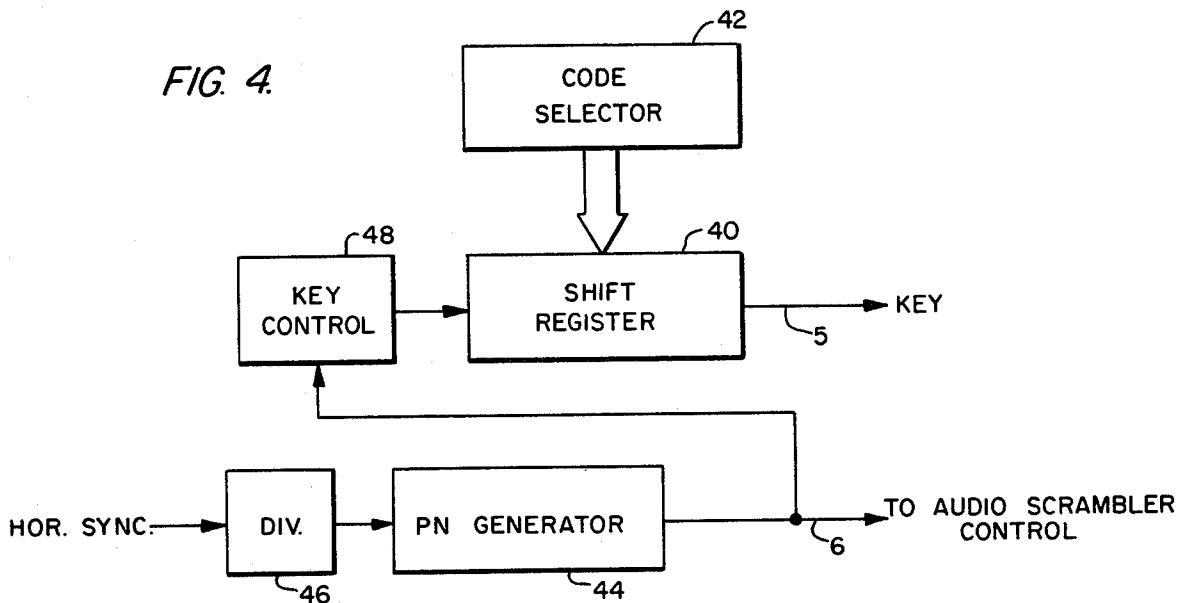 FIG. 4.
42
CODE
SELECTOR
48
40
KEY
CONTROL
SHIFT
REGISTER
KEY
5
HOR. SYNC.
DIV.
PN GENERATOR
TO AUDIO SCRAMBLER
CONTROL
6
46
44